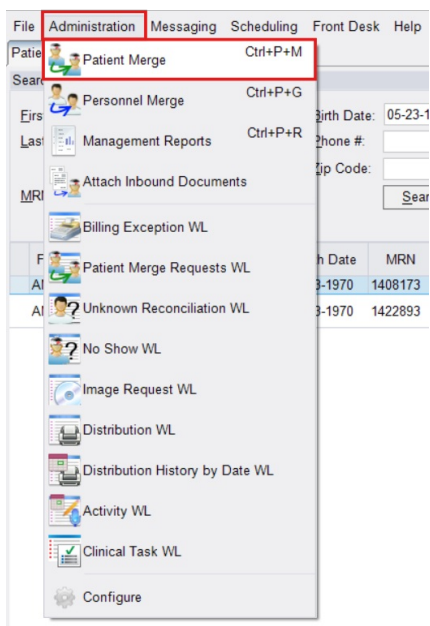 File Administration Messaging Scheduling Front Desk Help
Patient Merge Ctrl+P+M
Personnel Merge Ctrl+P+G
Birth Date: 05-23-1
Management Reports Ctrl+P+R
Phone #:
Zip Code:
Attach Inbound Documents
MRN
Billing Exception WL
MRN
Patient Merge Requests WL
3-1970 1408173
Unknown Reconciliation WL
3-1970 1422893
No Show WL
Image Request WL
Distribution WL
Distribution History by Date WL
Activity WL
Clinical Task WL
Configure